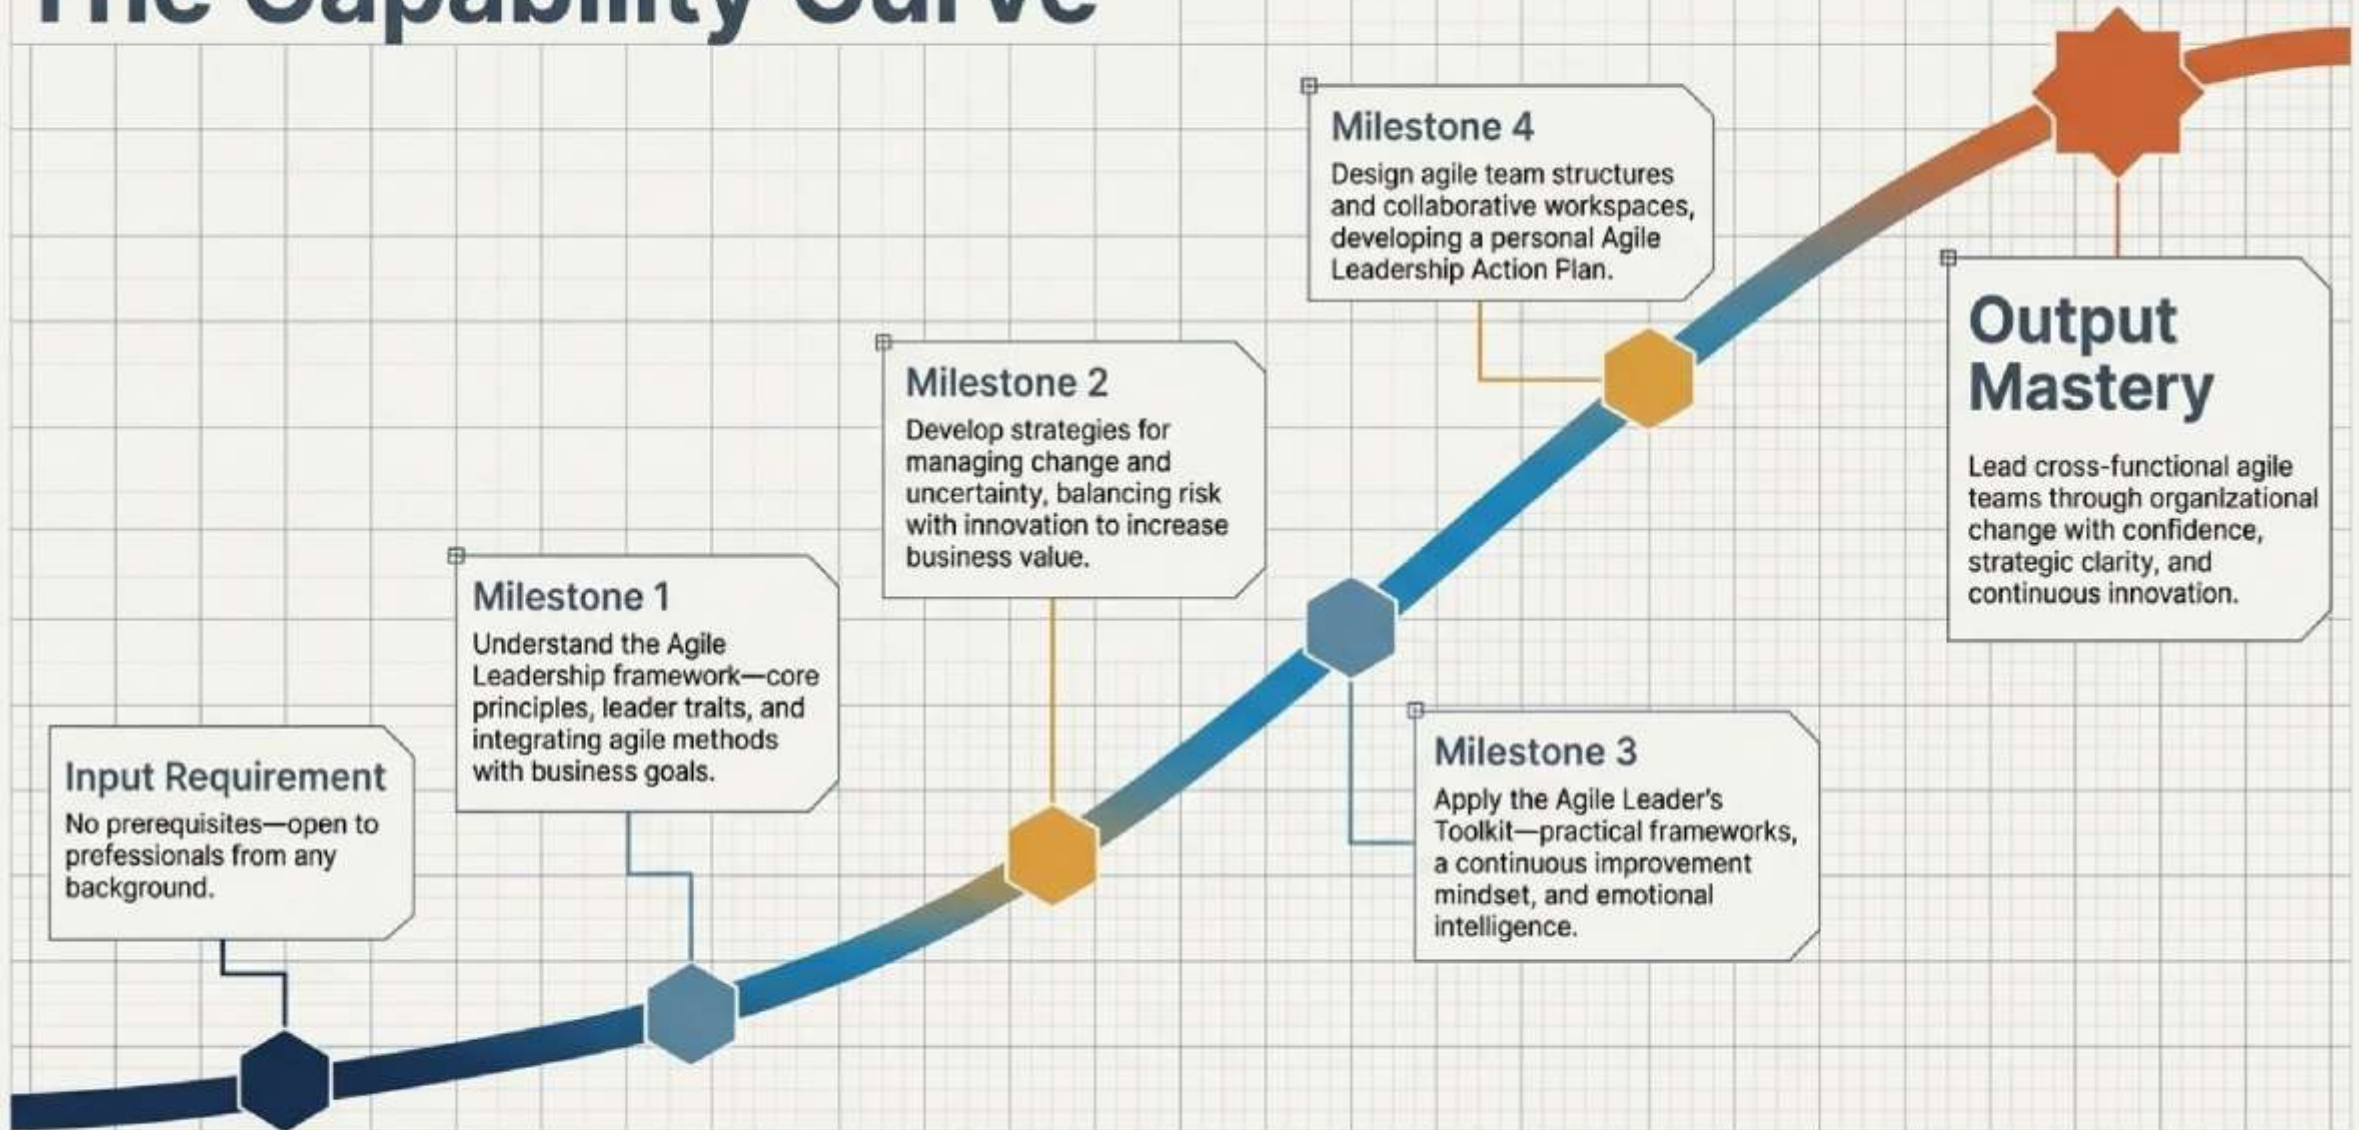 The Capability Curve
Milestone 4
Design agile team structures
and collaborative workspaces,
developing a personal Agile
Leadership Action Plan.
Output
Mastery
Lead cross-functional agile
teams through organizational
change with confidence,
strategic clarity, and
continuous innovation.
Milestone 2
Develop strategies for
managing change and
uncertainty, balancing risk
with innovation to increase
business value.
Milestone 1
Understand the Agile
Leadership framework—core
principles, leader traits, and
integrating agile methods
with business goals.
Milestone 3
Apply the Agile Leader's
Toolkit—practical frameworks,
a continuous improvement
mindset, and emotional
intelligence.
Input Requirement
No prerequisites—open to
prefessionals from any
background.